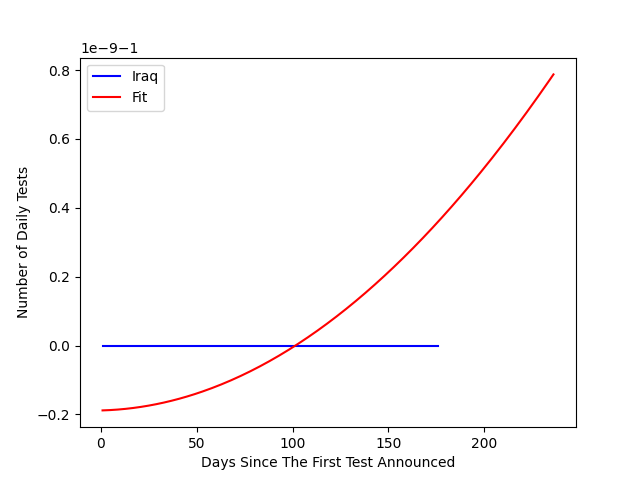 1e−9−1
0.8
0.6
0.4
0.2
0.0
−0.2
Number of Daily Tests
Iraq
Fit
0 50 100 150 200
Days Since The First Test Announced